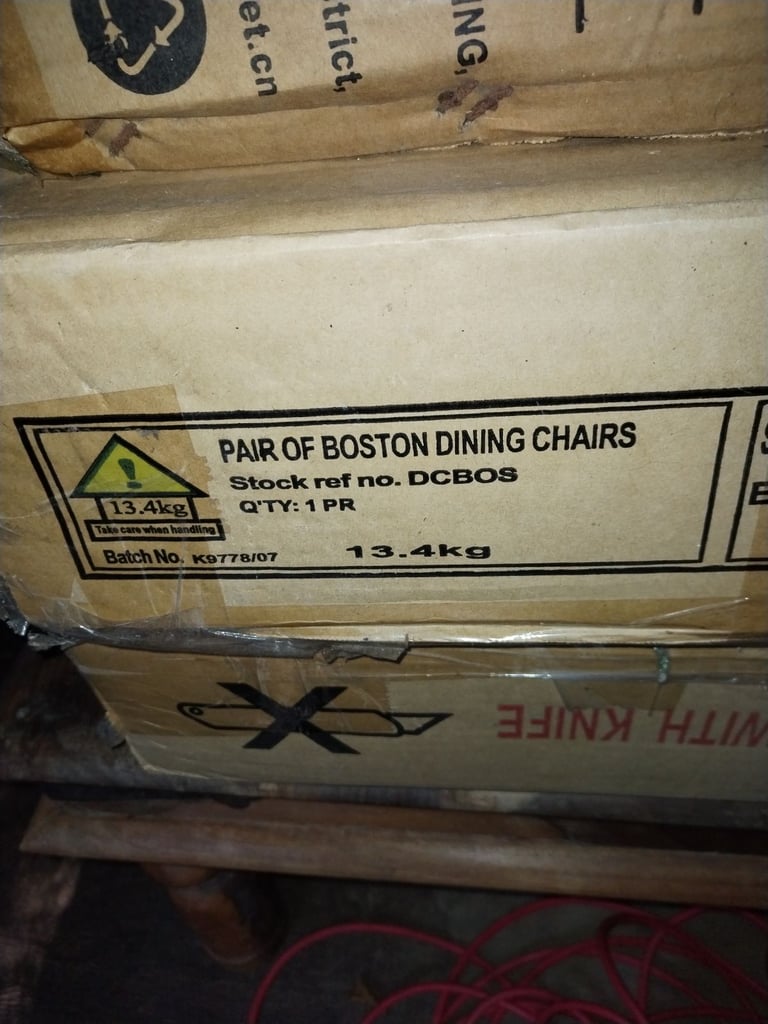 et.cn
trict,
ING,
PAIR OF BOSTON DINING CHAIRS
Stock ref no. DCBOS
Q'TY: 1 PR
13.4kg
Take care when handling
Batch No. K9778/07
13.4kg
WITH KNIFE